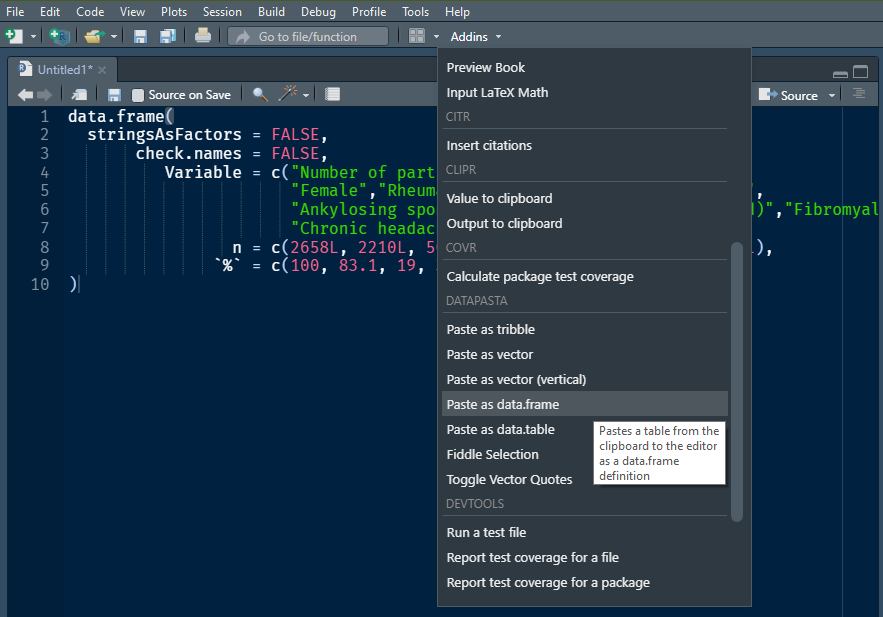 File Edit Code View Plots Session Build Debug Profile Tools Help
Go to file/function
Addins
Untitled1*
Source on Save
Source
1 data.frame(
2 stringsAsFactors = FALSE,
3 check.names = FALSE,
4 Variable = c("Number of part
5 "Female","Rheum
6 "Ankylosing spo )","Fibromyal
7 "Chronic headac
8 n = c(2658L, 2210L, 5 ),
9 `%` = c(100, 83.1, 19,
10 )
Preview Book
Input LaTeX Math
CITR
Insert citations
CLIPR
Value to clipboard
Output to clipboard
COVR
Calculate package test coverage
DATAPASTA
Paste as tribble
Paste as vector
Paste as vector (vertical)
Paste as data.frame
Paste as data.table
Fiddle Selection
Toggle Vector Quotes
Pastes a table from the
clipboard to the editor
as a data.frame
definition
DEVTOOLS
Run a test file
Report test coverage for a file
Report test coverage for a package